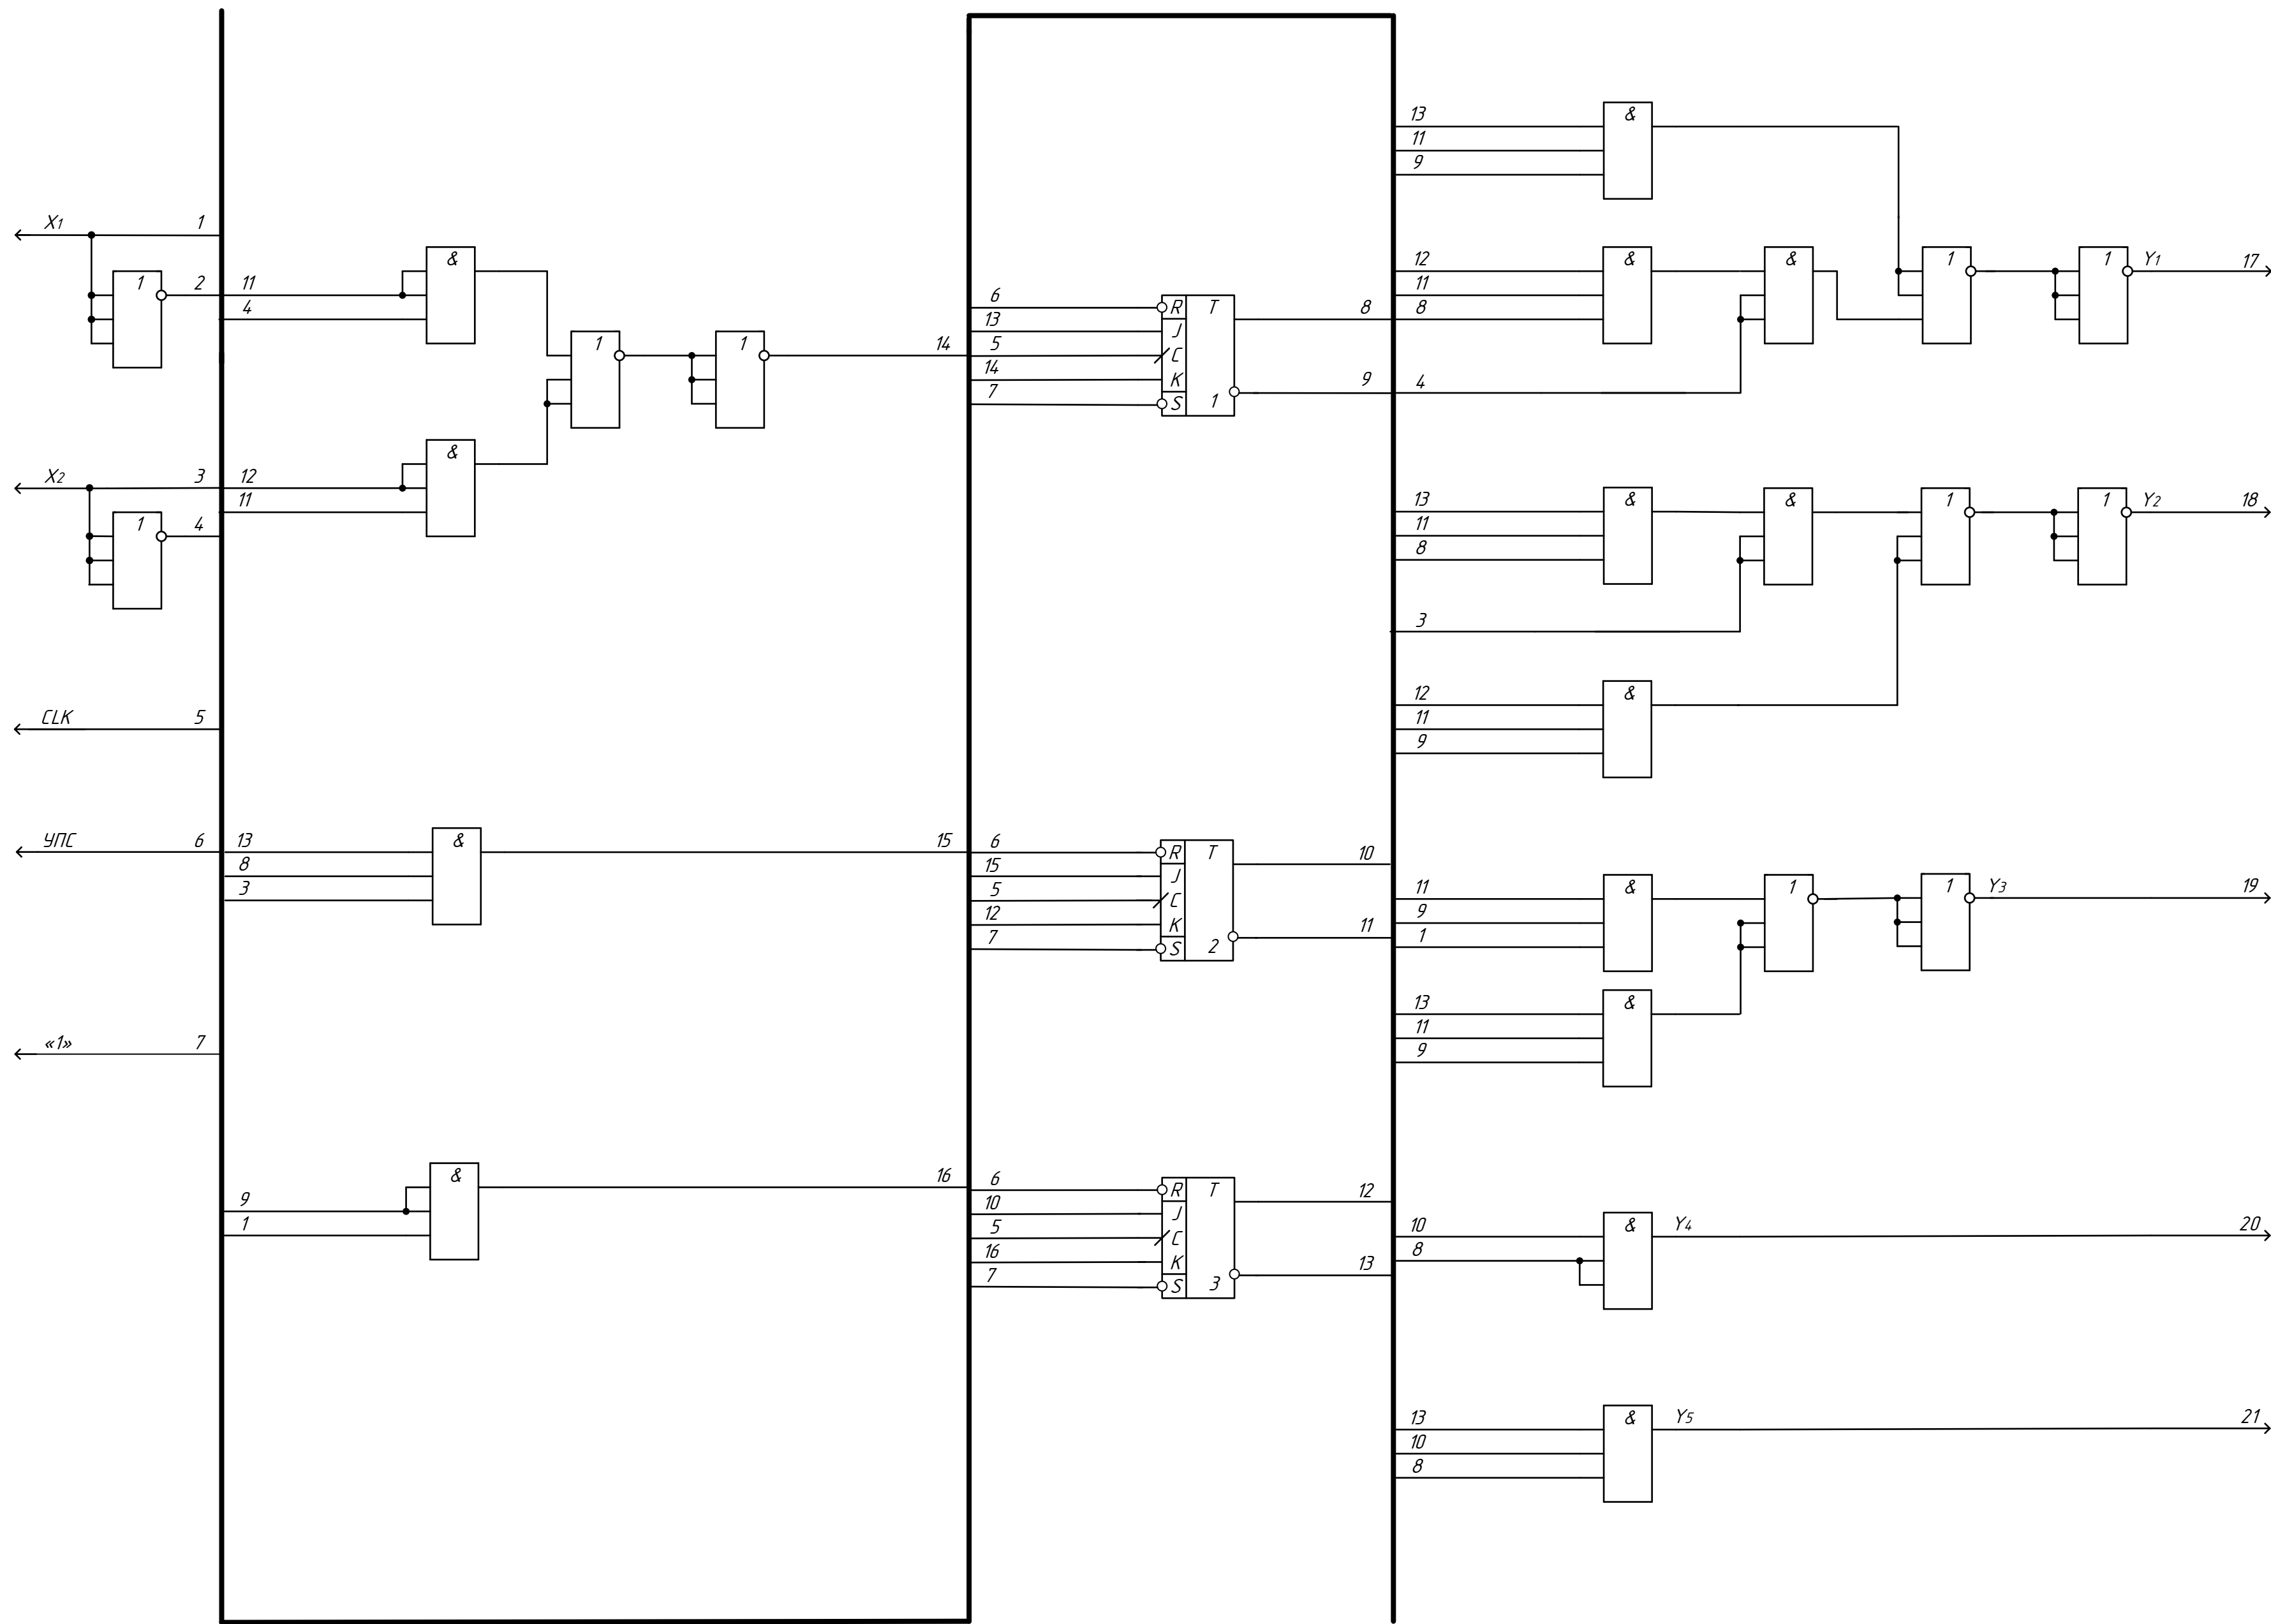 X1 1
1 2
X2 3
1 4
CLK 5
УПС 6
«1» 7
11 &
4
12 &
11
1 1 14
13 & 15
8
3
9 & 16
1
6 R T 8
13 J
5 C
14 K 9
7 S 1
6 R T 10
15 J
5 C
12 K 11
7 S 2
6 R T 12
10 J
5 C
16 K 13
7 S 3
13 &
11
9
12 & & 1 1 Y1 17
11
8
4
13 & & 1 1 Y2 18
11
8
3
12 &
11
9
11 & 1 1 Y3 19
9
1
13 &
11
9
10 & Y4 20
8
13 & Y5 21
10
8